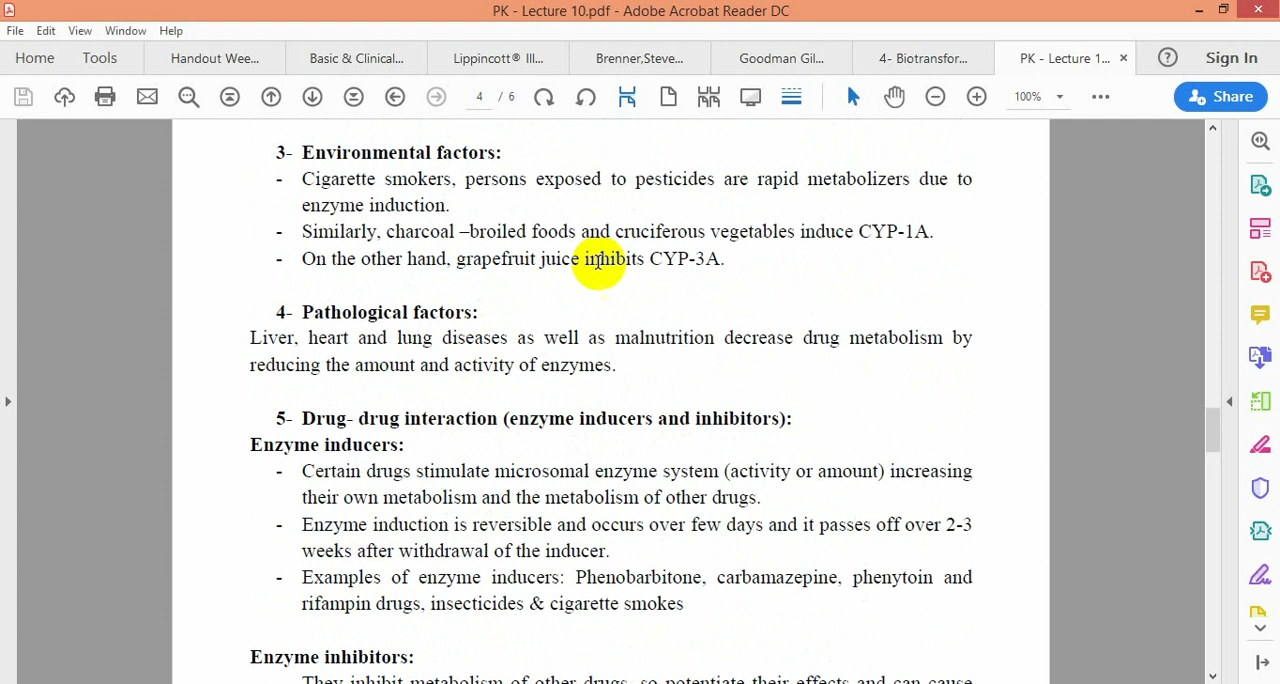 PK - Lecture 10.pdf - Adobe Acrobat Reader DC
File Edit View Window Help
Home Tools Handout Wee... Basic & Clinical... Lippincott® Ill... Brenner,Steve... Goodman Gil... 4- Biotransfor... PK - Lecture 1... × ? Sign In
4 / 6 100% Share
3- Environmental factors:
- Cigarette smokers, persons exposed to pesticides are rapid metabolizers due to
enzyme induction.
- Similarly, charcoal –broiled foods and cruciferous vegetables induce CYP-1A.
- On the other hand, grapefruit juice inhibits CYP-3A.
4- Pathological factors:
Liver, heart and lung diseases as well as malnutrition decrease drug metabolism by
reducing the amount and activity of enzymes.
5- Drug- drug interaction (enzyme inducers and inhibitors):
Enzyme inducers:
- Certain drugs stimulate microsomal enzyme system (activity or amount) increasing
their own metabolism and the metabolism of other drugs.
- Enzyme induction is reversible and occurs over few days and it passes off over 2-3
weeks after withdrawal of the inducer.
- Examples of enzyme inducers: Phenobarbitone, carbamazepine, phenytoin and
rifampin drugs, insecticides & cigarette smokes
Enzyme inhibitors:
They inhibit metabolism of other drugs, so potentiate their effects and can cause